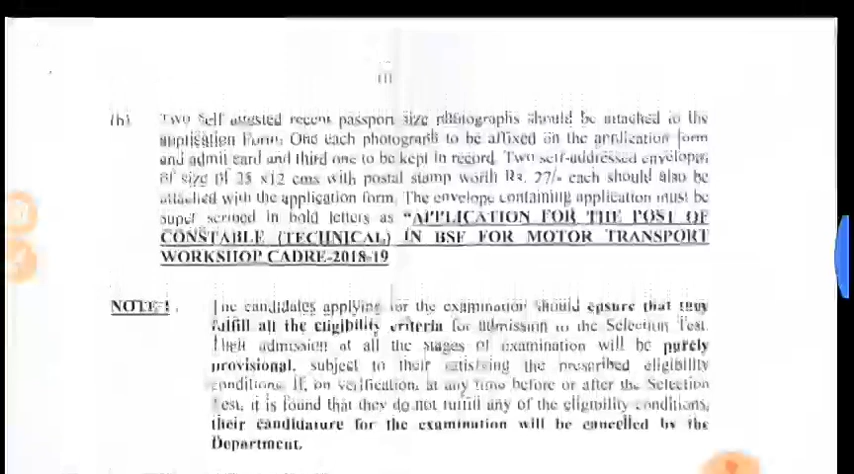 (b) Two Self attested recent passport size photographs should be attached to the
application Form. One each photograph to be affixed on the application form
and admit card and third one to be kept in record. Two self-addressed envelopes
of size of 25 x12 cms with postal stamp worth Rs. 27/- each should also be
attached with the application form. The envelope containing application must be
super scribed in bold letters as "APPLICATION FOR THE POST OF
CONSTABLE (TECHNICAL) IN BSF FOR MOTOR TRANSPORT
WORKSHOP CADRE-2018-19
NOTE-I. The candidates applying for the examination should ensure that they
fulfill all the eligibility criteria for admission to the Selection Test.
Their admission at all the stages of examination will be purely
provisional, subject to their satisfying the prescribed eligibility
conditions. If, on verification, at any time before or after the Selection
Test, it is found that they do not fulfill any of the eligibility conditions,
their candidature for the examination will be cancelled by the
Department.